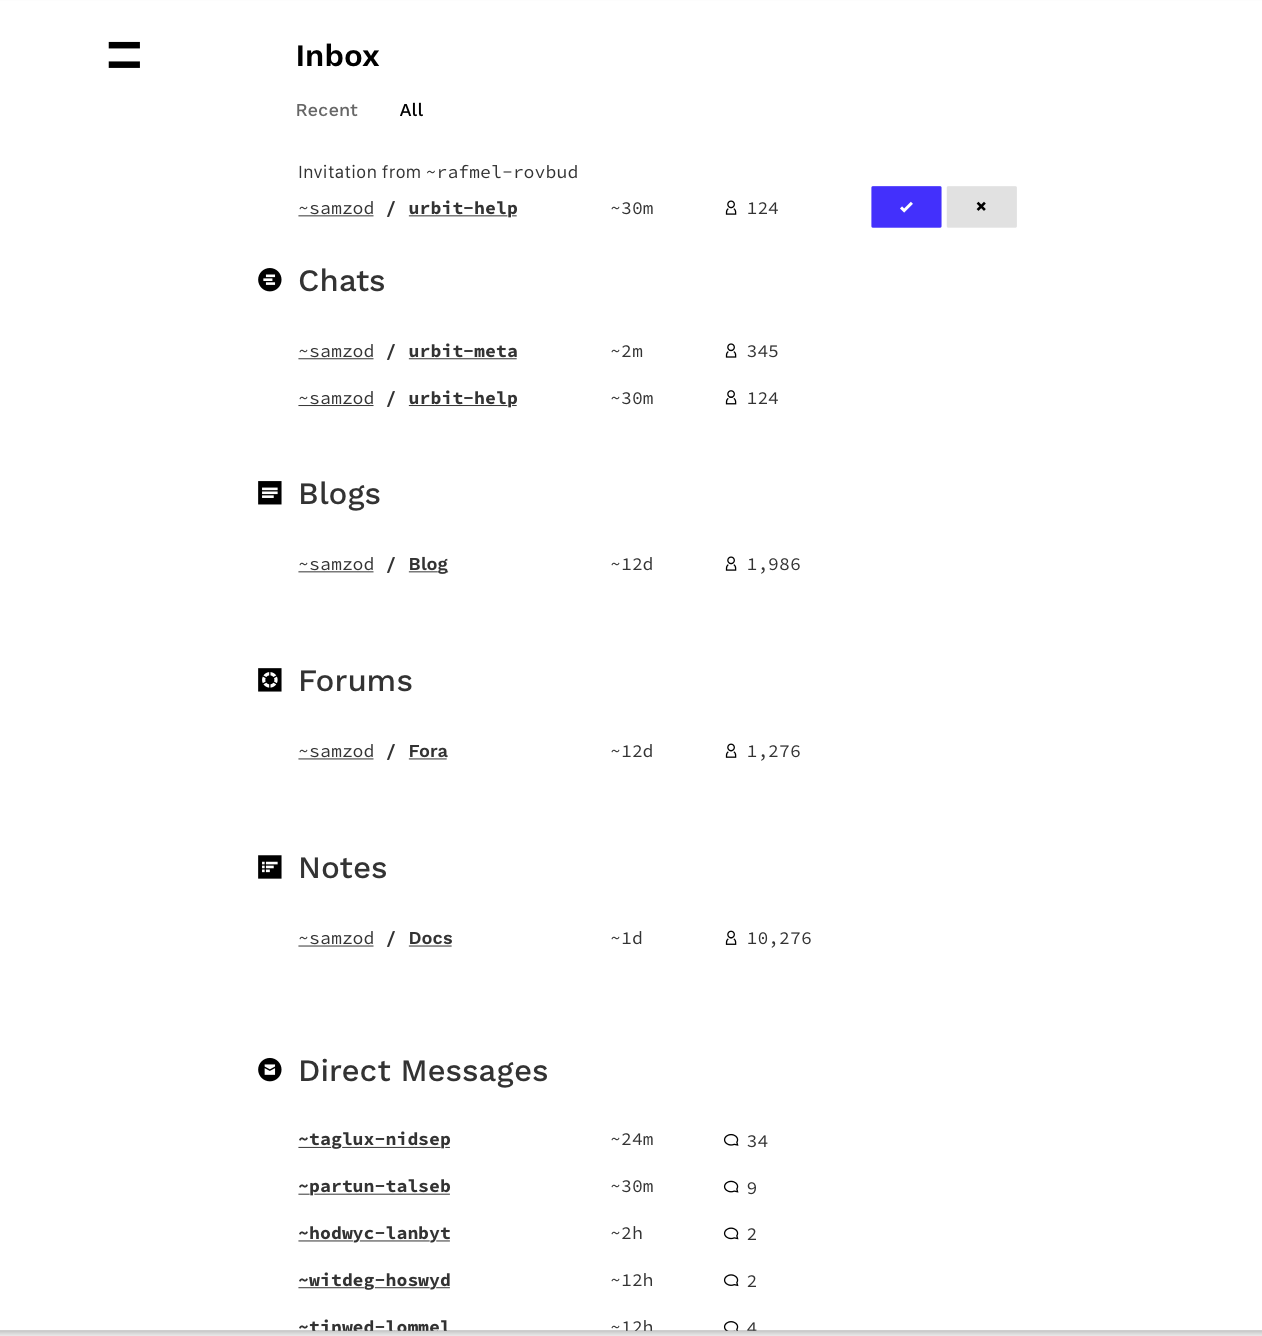 Inbox
Recent All
Invitation from ~rafmel-rovbud
~samzod / urbit-help ~30m 124
Chats
~samzod / urbit-meta ~2m 345
~samzod / urbit-help ~30m 124
Blogs
~samzod / Blog ~12d 1,986
Forums
~samzod / Fora ~12d 1,276
Notes
~samzod / Docs ~1d 10,276
Direct Messages
~taglux-nidsep ~24m 34
~partun-talseb ~30m 9
~hodwyc-lanbyt ~2h 2
~witdeg-hoswyd ~12h 2
~tinwed-lommel ~12h 4